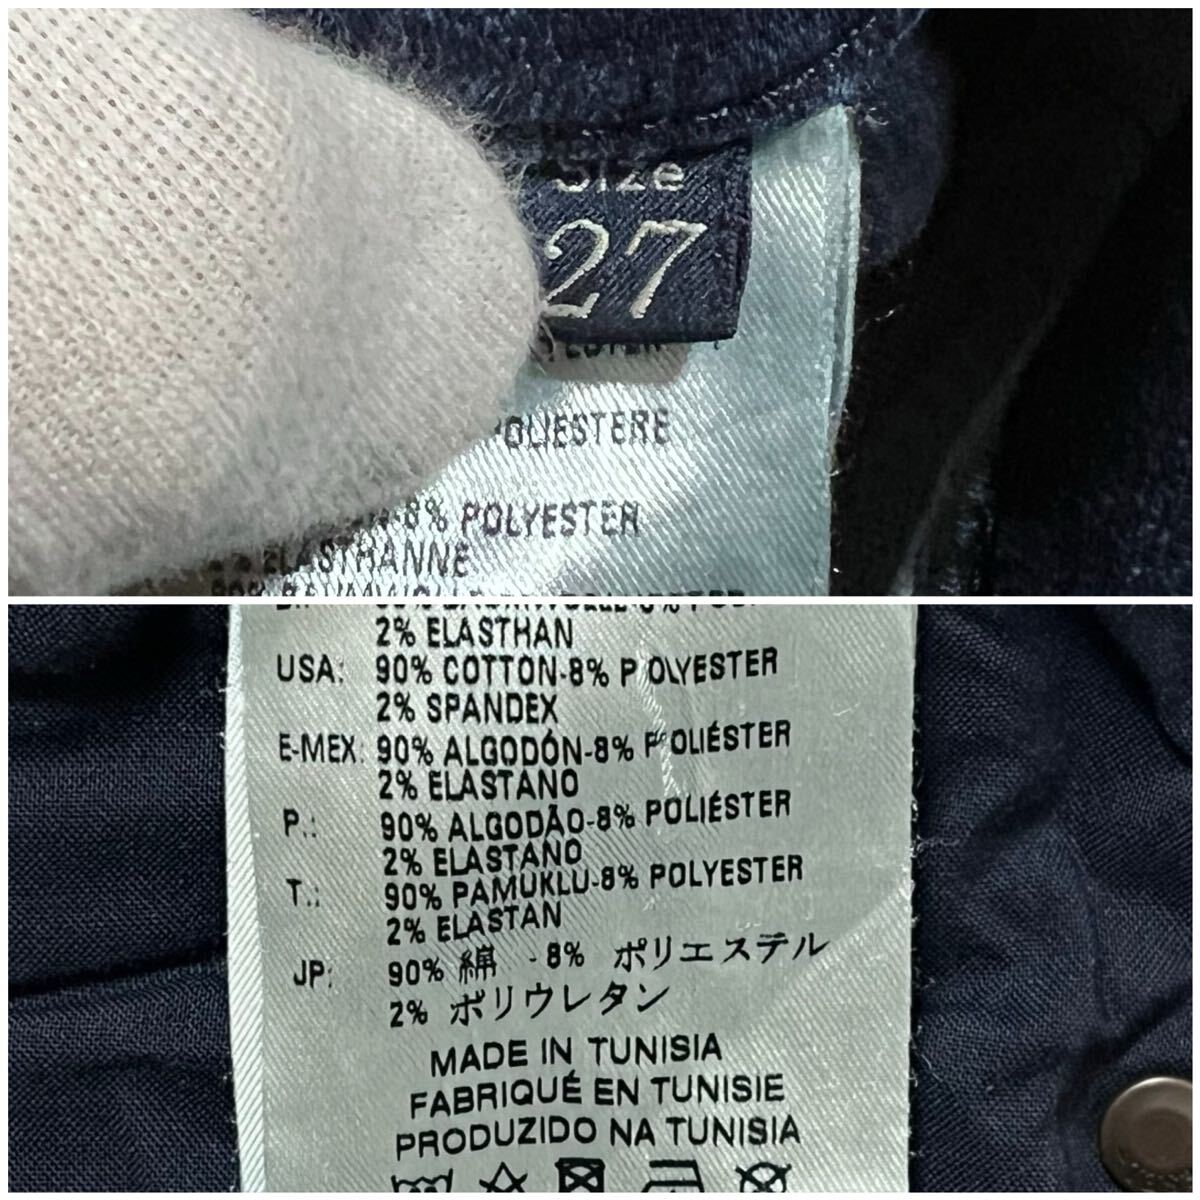 Size
27
POLIESTERE
8% POLYESTER
ELASTHANNE
2% ELASTHAN
USA: 90% COTTON-8% POLYESTER
2% SPANDEX
E-MEX: 90% ALGODÓN-8% POLIÉSTER
2% ELASTANO
P.: 90% ALGODÃO-8% POLIÉSTER
2% ELASTANO
T.: 90% PAMUKLU-8% POLYESTER
2% ELASTAN
JP: 90% 綿 - 8% ポリエステル
2% ポリウレタン
MADE IN TUNISIA
FABRIQUÉ EN TUNISIE
PRODUZIDO NA TUNISIA